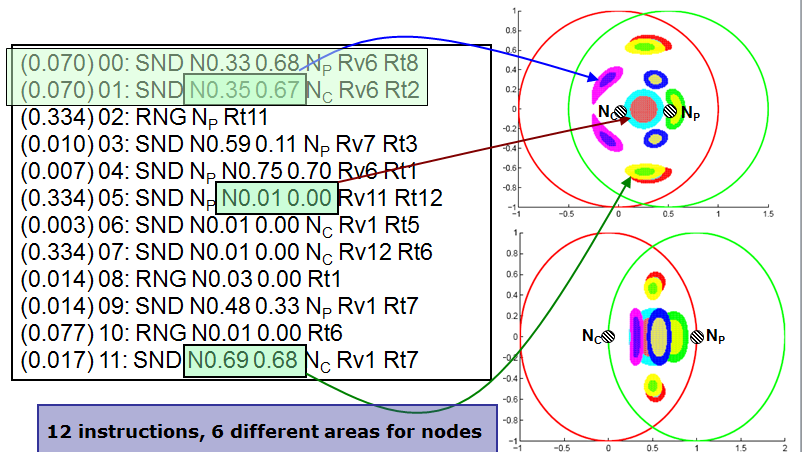 (0.070) 00: SND N0.33 0.68 NP Rv6 Rt8
(0.070) 01: SND N0.35 0.67 NC Rv6 Rt2
(0.334) 02: RNG NP Rt11
(0.010) 03: SND N0.59 0.11 NP Rv7 Rt3
(0.007) 04: SND NP N0.75 0.70 Rv6 Rt1
(0.334) 05: SND NP N0.01 0.00 Rv11 Rt12
(0.003) 06: SND N0.01 0.00 NC Rv1 Rt5
(0.334) 07: SND N0.01 0.00 NC Rv12 Rt6
(0.014) 08: RNG N0.03 0.00 Rt1
(0.014) 09: SND N0.48 0.33 NP Rv1 Rt7
(0.077) 10: RNG N0.01 0.00 Rt6
(0.017) 11: SND N0.69 0.68 NC Rv1 Rt7
12 instructions, 6 different areas for nodes
1
0.8
0.6
0.4
0.2
0
-0.2
-0.4
-0.6
-0.8
-1
NC
NP
-1 -0.5 0 0.5 1 1.5
1
0.8
0.6
0.4
0.2
0
-0.2
-0.4
-0.6
-0.8
-1
NC
NP
-1 -0.5 0 0.5 1 1.5 2